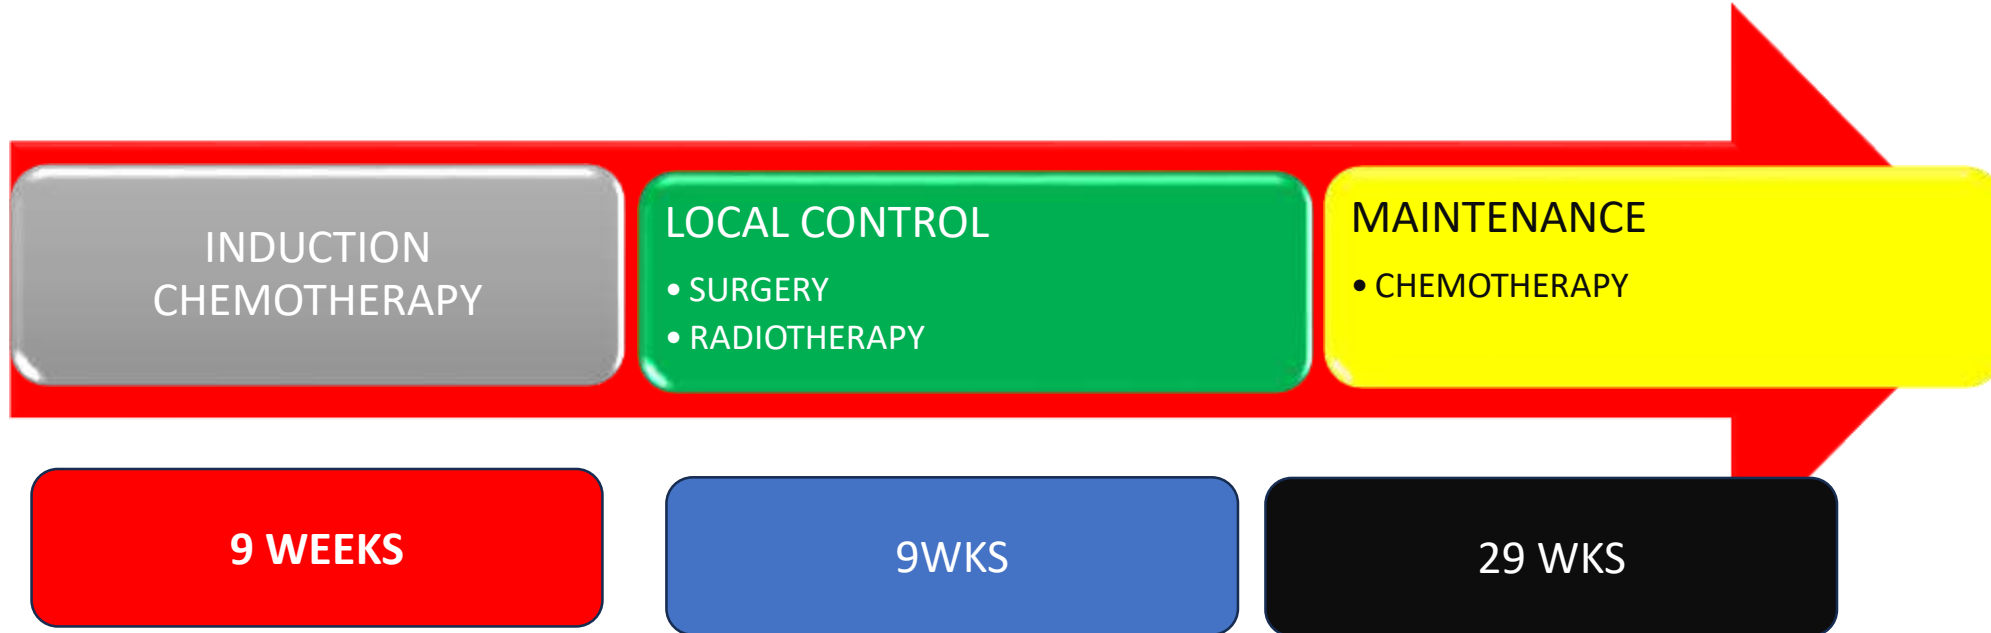 INDUCTION
CHEMOTHERAPY
LOCAL CONTROL
• SURGERY
• RADIOTHERAPY
MAINTENANCE
• CHEMOTHERAPY
9 WEEKS
9WKS
29 WKS